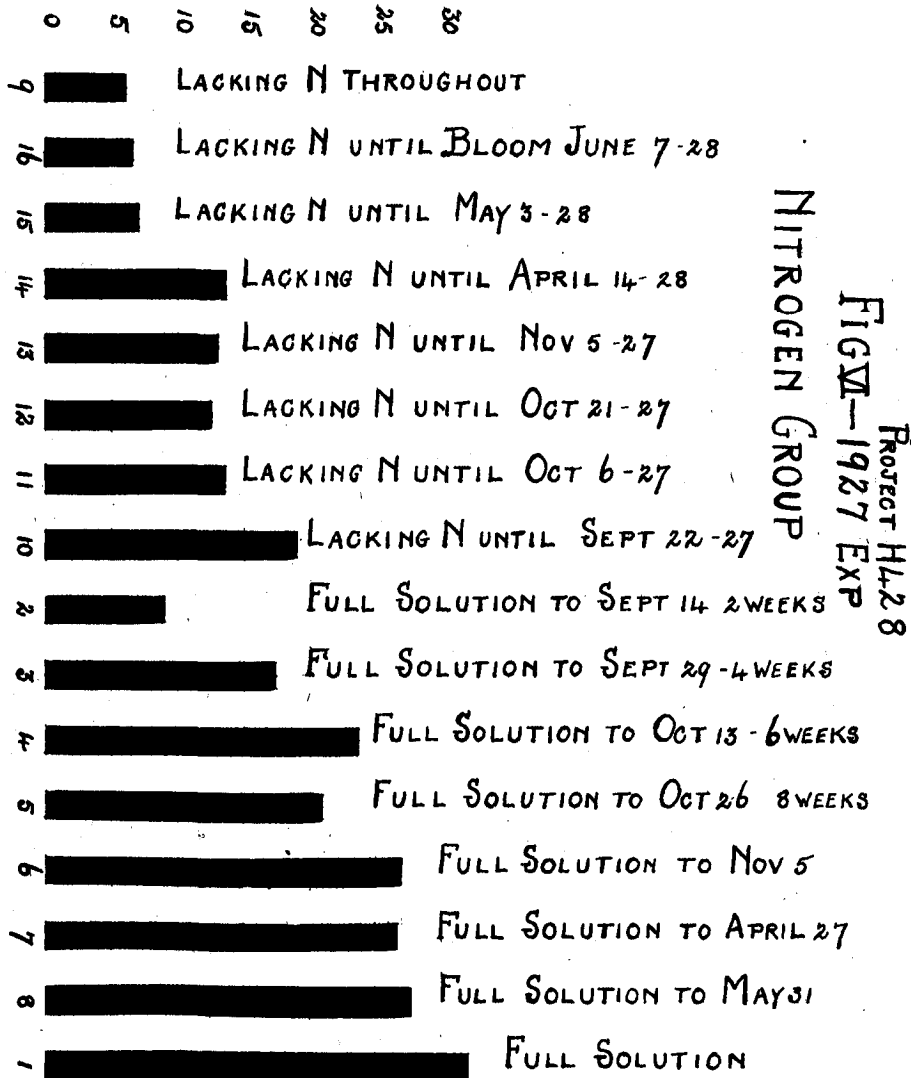 PROJECT H428
FIG VI — 1927 EXP
NITROGEN GROUP
0 5 10 15 20 25 30
9 LACKING N THROUGHOUT
16 LACKING N UNTIL BLOOM JUNE 7-28
15 LACKING N UNTIL MAY 3-28
14 LACKING N UNTIL APRIL 14-28
13 LACKING N UNTIL NOV 5-27
12 LACKING N UNTIL OCT 21-27
11 LACKING N UNTIL OCT 6-27
10 LACKING N UNTIL SEPT 22-27
2 FULL SOLUTION TO SEPT 14 2 WEEKS
3 FULL SOLUTION TO SEPT 29-4 WEEKS
4 FULL SOLUTION TO OCT 13-6 WEEKS
5 FULL SOLUTION TO OCT 26 8 WEEKS
6 FULL SOLUTION TO NOV 5
7 FULL SOLUTION TO APRIL 27
8 FULL SOLUTION TO MAY 31
1 FULL SOLUTION